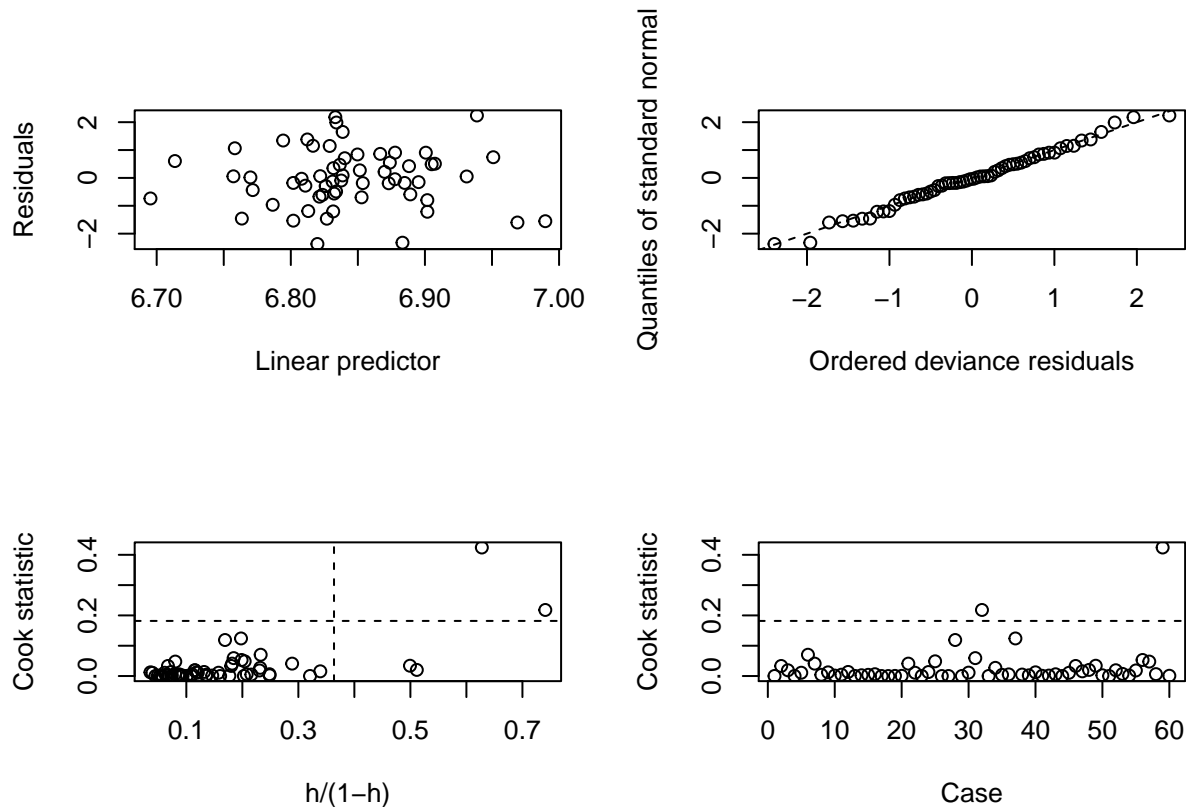 Residuals
2
0
−2
6.70 6.80 6.90 7.00
Linear predictor
Quantiles of standard normal
2
0
−2
−2 −1 0 1 2
Ordered deviance residuals
Cook statistic
0.4
0.2
0.0
0.1 0.3 0.5 0.7
h/(1−h)
Cook statistic
0.4
0.2
0.0
0 10 20 30 40 50 60
Case